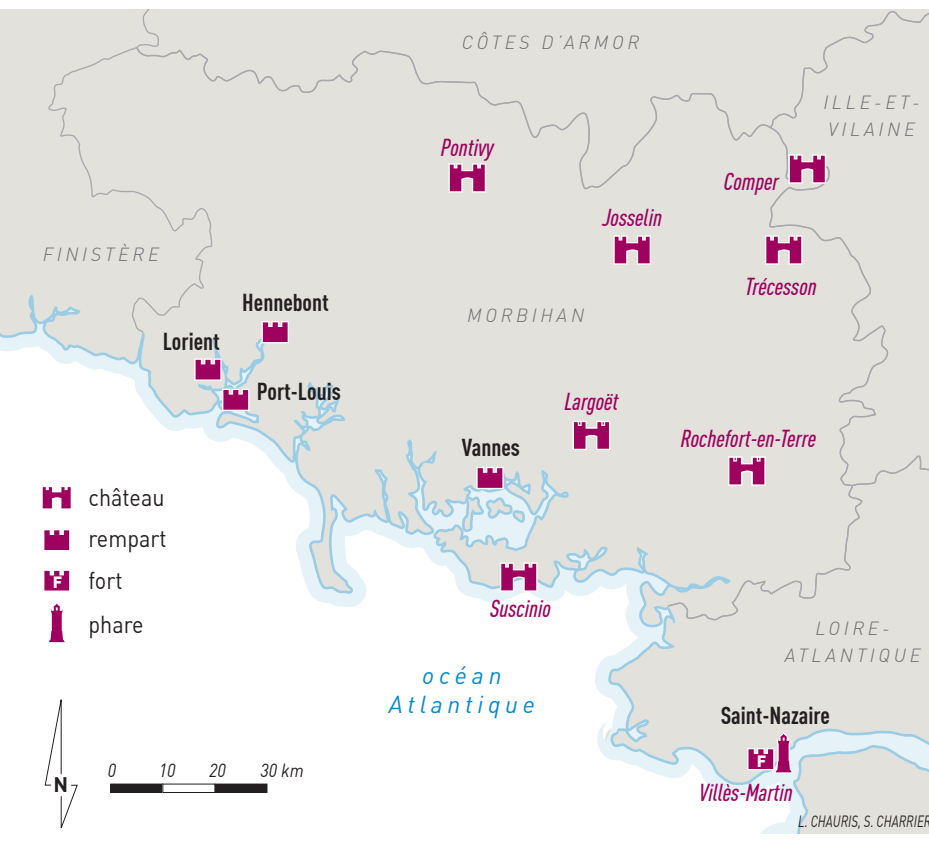 CÔTES D'ARMOR
ILLE-ET-
VILAINE
Pontivy
Comper
Josselin
FINISTÈRE
Trécesson
Hennebont
MORBIHAN
Lorient
Port-Louis
Largoët
Rochefort-en-Terre
Vannes
château
rempart
F fort
phare
Suscinio
LOIRE-
ATLANTIQUE
océan
Atlantique
Saint-Nazaire
F
Villès-Martin
0 10 20 30 km
N
L. CHAURIS, S. CHARRIER